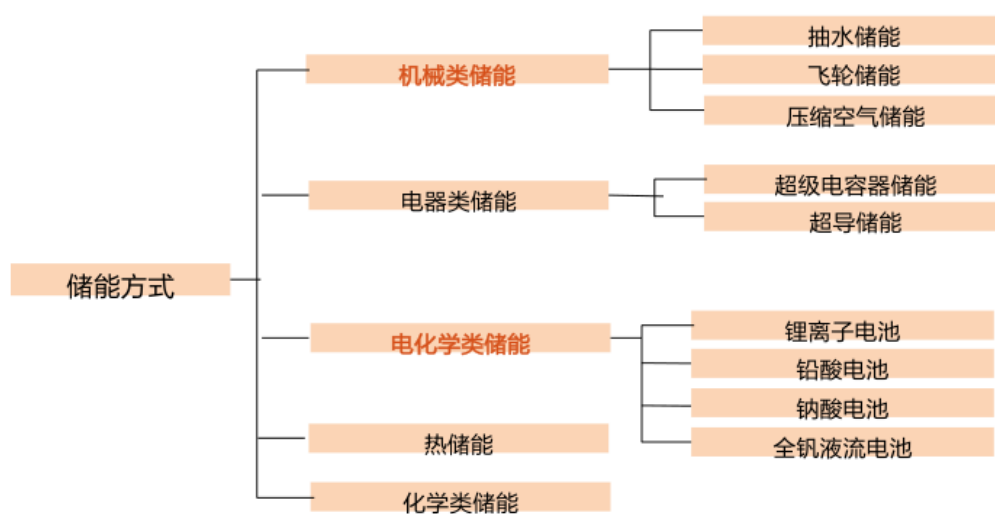 储能方式
机械类储能
抽水储能
飞轮储能
压缩空气储能
电器类储能
超级电容器储能
超导储能
电化学类储能
锂离子电池
铅酸电池
钠酸电池
全钒液流电池
热储能
化学类储能